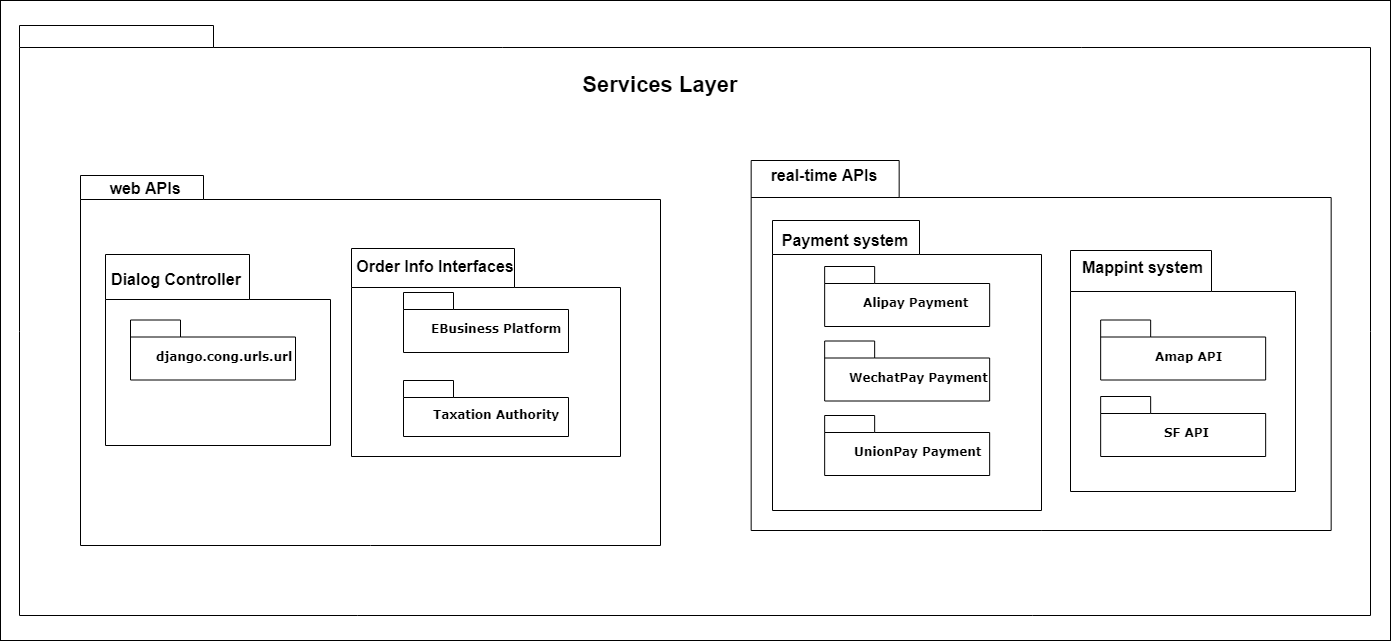 Services Layer
web APIs
Dialog Controller
django.cong.urls.url
Order Info Interfaces
EBusiness Platform
Taxation Authority
real-time APIs
Payment system
Alipay Payment
WechatPay Payment
UnionPay Payment
Mappint system
Amap API
SF API